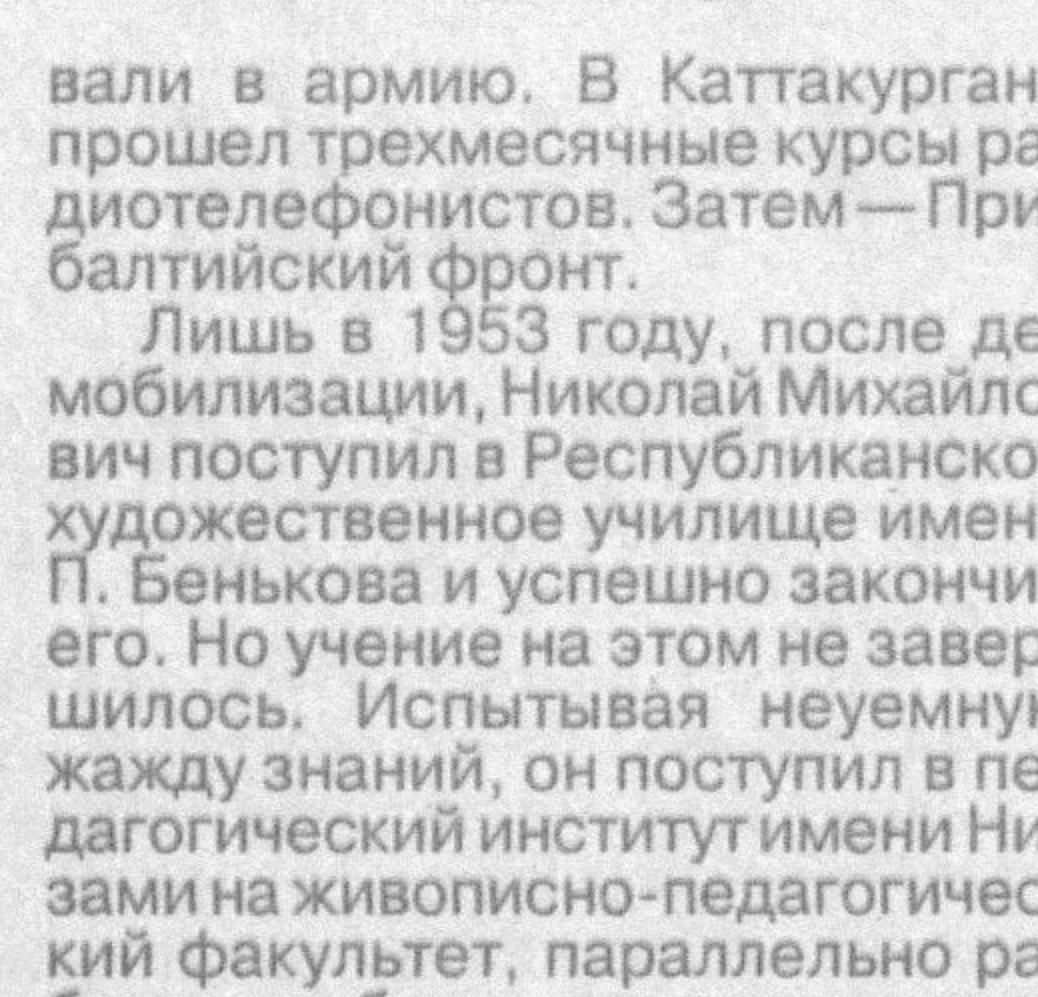 вали в армию. В Каттакурган
прошел трехмесячные курсы ра
диотелефонистов. Затем — При
балтийский фронт.
Лишь в 1953 году, после де
мобилизации, Николай Михайло
вич поступил в Республиканско
художественное училище имен
П. Бенькова и успешно закончи
его. Но учение на этом не завер
шилось. Испытывая неуемную
жажду знаний, он поступил в пе
дагогический институт имени Ни
зами на живописно-педагогичес
кий факультет, параллельно ра